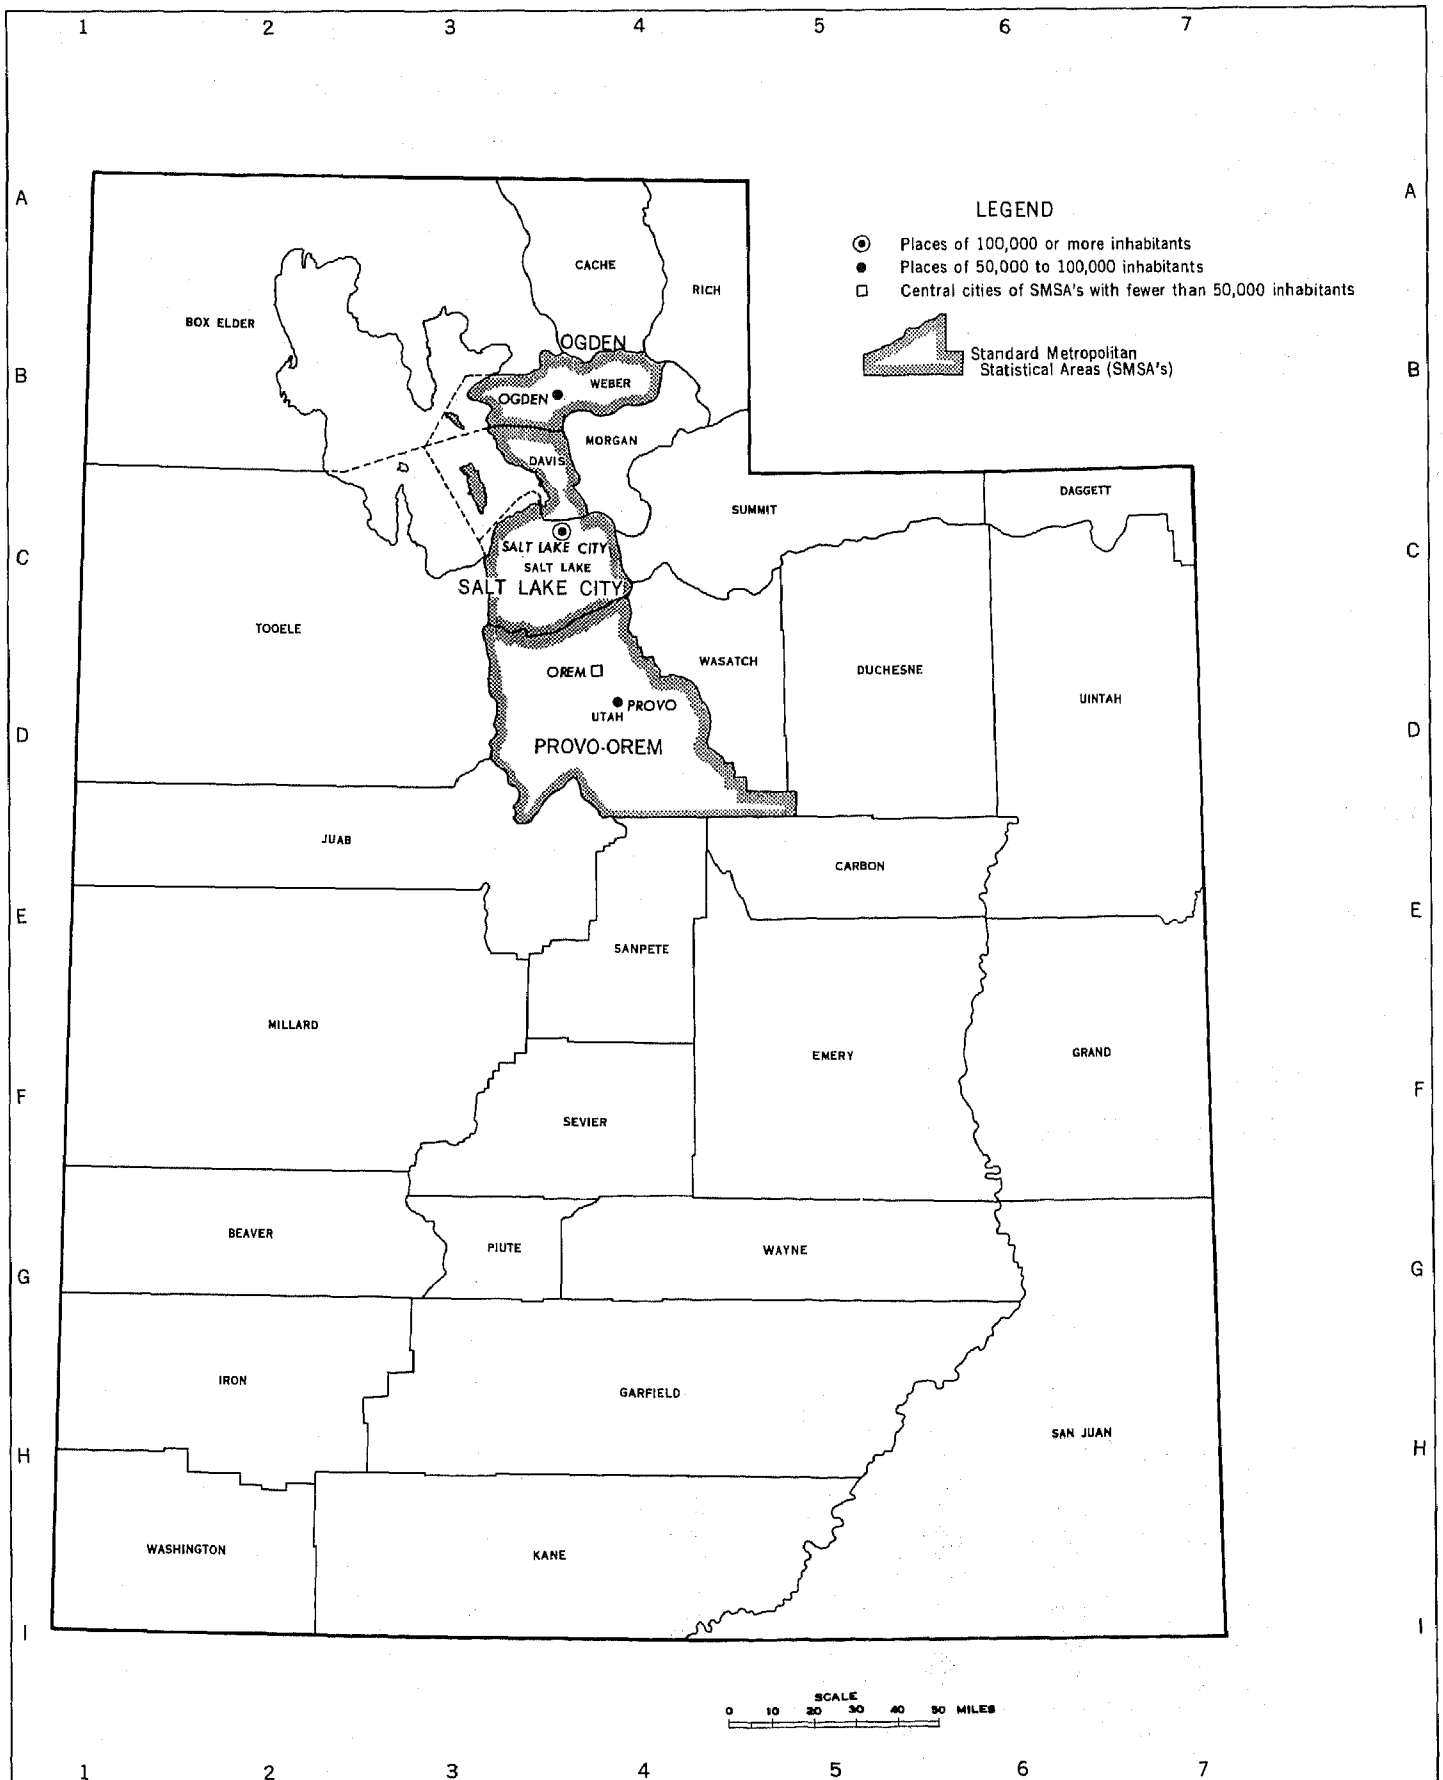 1 2 3 4 5 6 7
A A
LEGEND
Places of 100,000 or more inhabitants
Places of 50,000 to 100,000 inhabitants
Central cities of SMSA's with fewer than 50,000 inhabitants
Standard Metropolitan
Statistical Areas (SMSA's)
CACHE
RICH
BOX ELDER
OGDEN
B B
WEBER
OGDEN
MORGAN
DAVIS
DAGGETT
SUMMIT
C C
SALT LAKE CITY
SALT LAKE
SALT LAKE CITY
TOOELE
WASATCH
OREM
DUCHESNE
UINTAH
PROVO
UTAH
D D
PROVO-OREM
JUAB
CARBON
E E
SANPETE
MILLARD
EMERY
GRAND
F F
SEVIER
BEAVER
PIUTE
WAYNE
G G
IRON
GARFIELD
SAN JUAN
H H
WASHINGTON
KANE
I I
SCALE
0 10 20 30 40 50 MILES
1 2 3 4 5 6 7